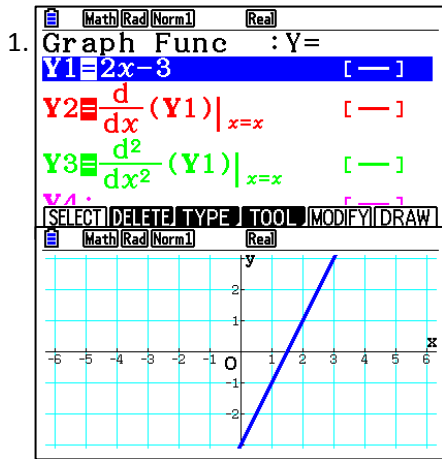 1.
Math Rad Norm1 Real
Graph Func :Y=
Y1=2x-3 [ — ]
Y2=d/dx(Y1)|x=x [ — ]
Y3=d²/dx²(Y1)|x=x [ — ]
Y4: [ — ]
SELECT DELETE TYPE TOOL MODIFY DRAW
Math Rad Norm1 Real
y
2
1
x
-6 -5 -4 -3 -2 -1 O 1 2 3 4 5 6
-1
-2